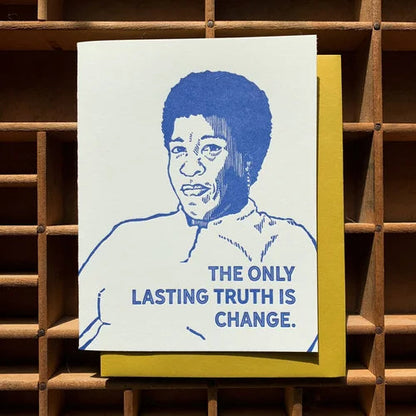 THE ONLY
LASTING TRUTH IS
CHANGE.